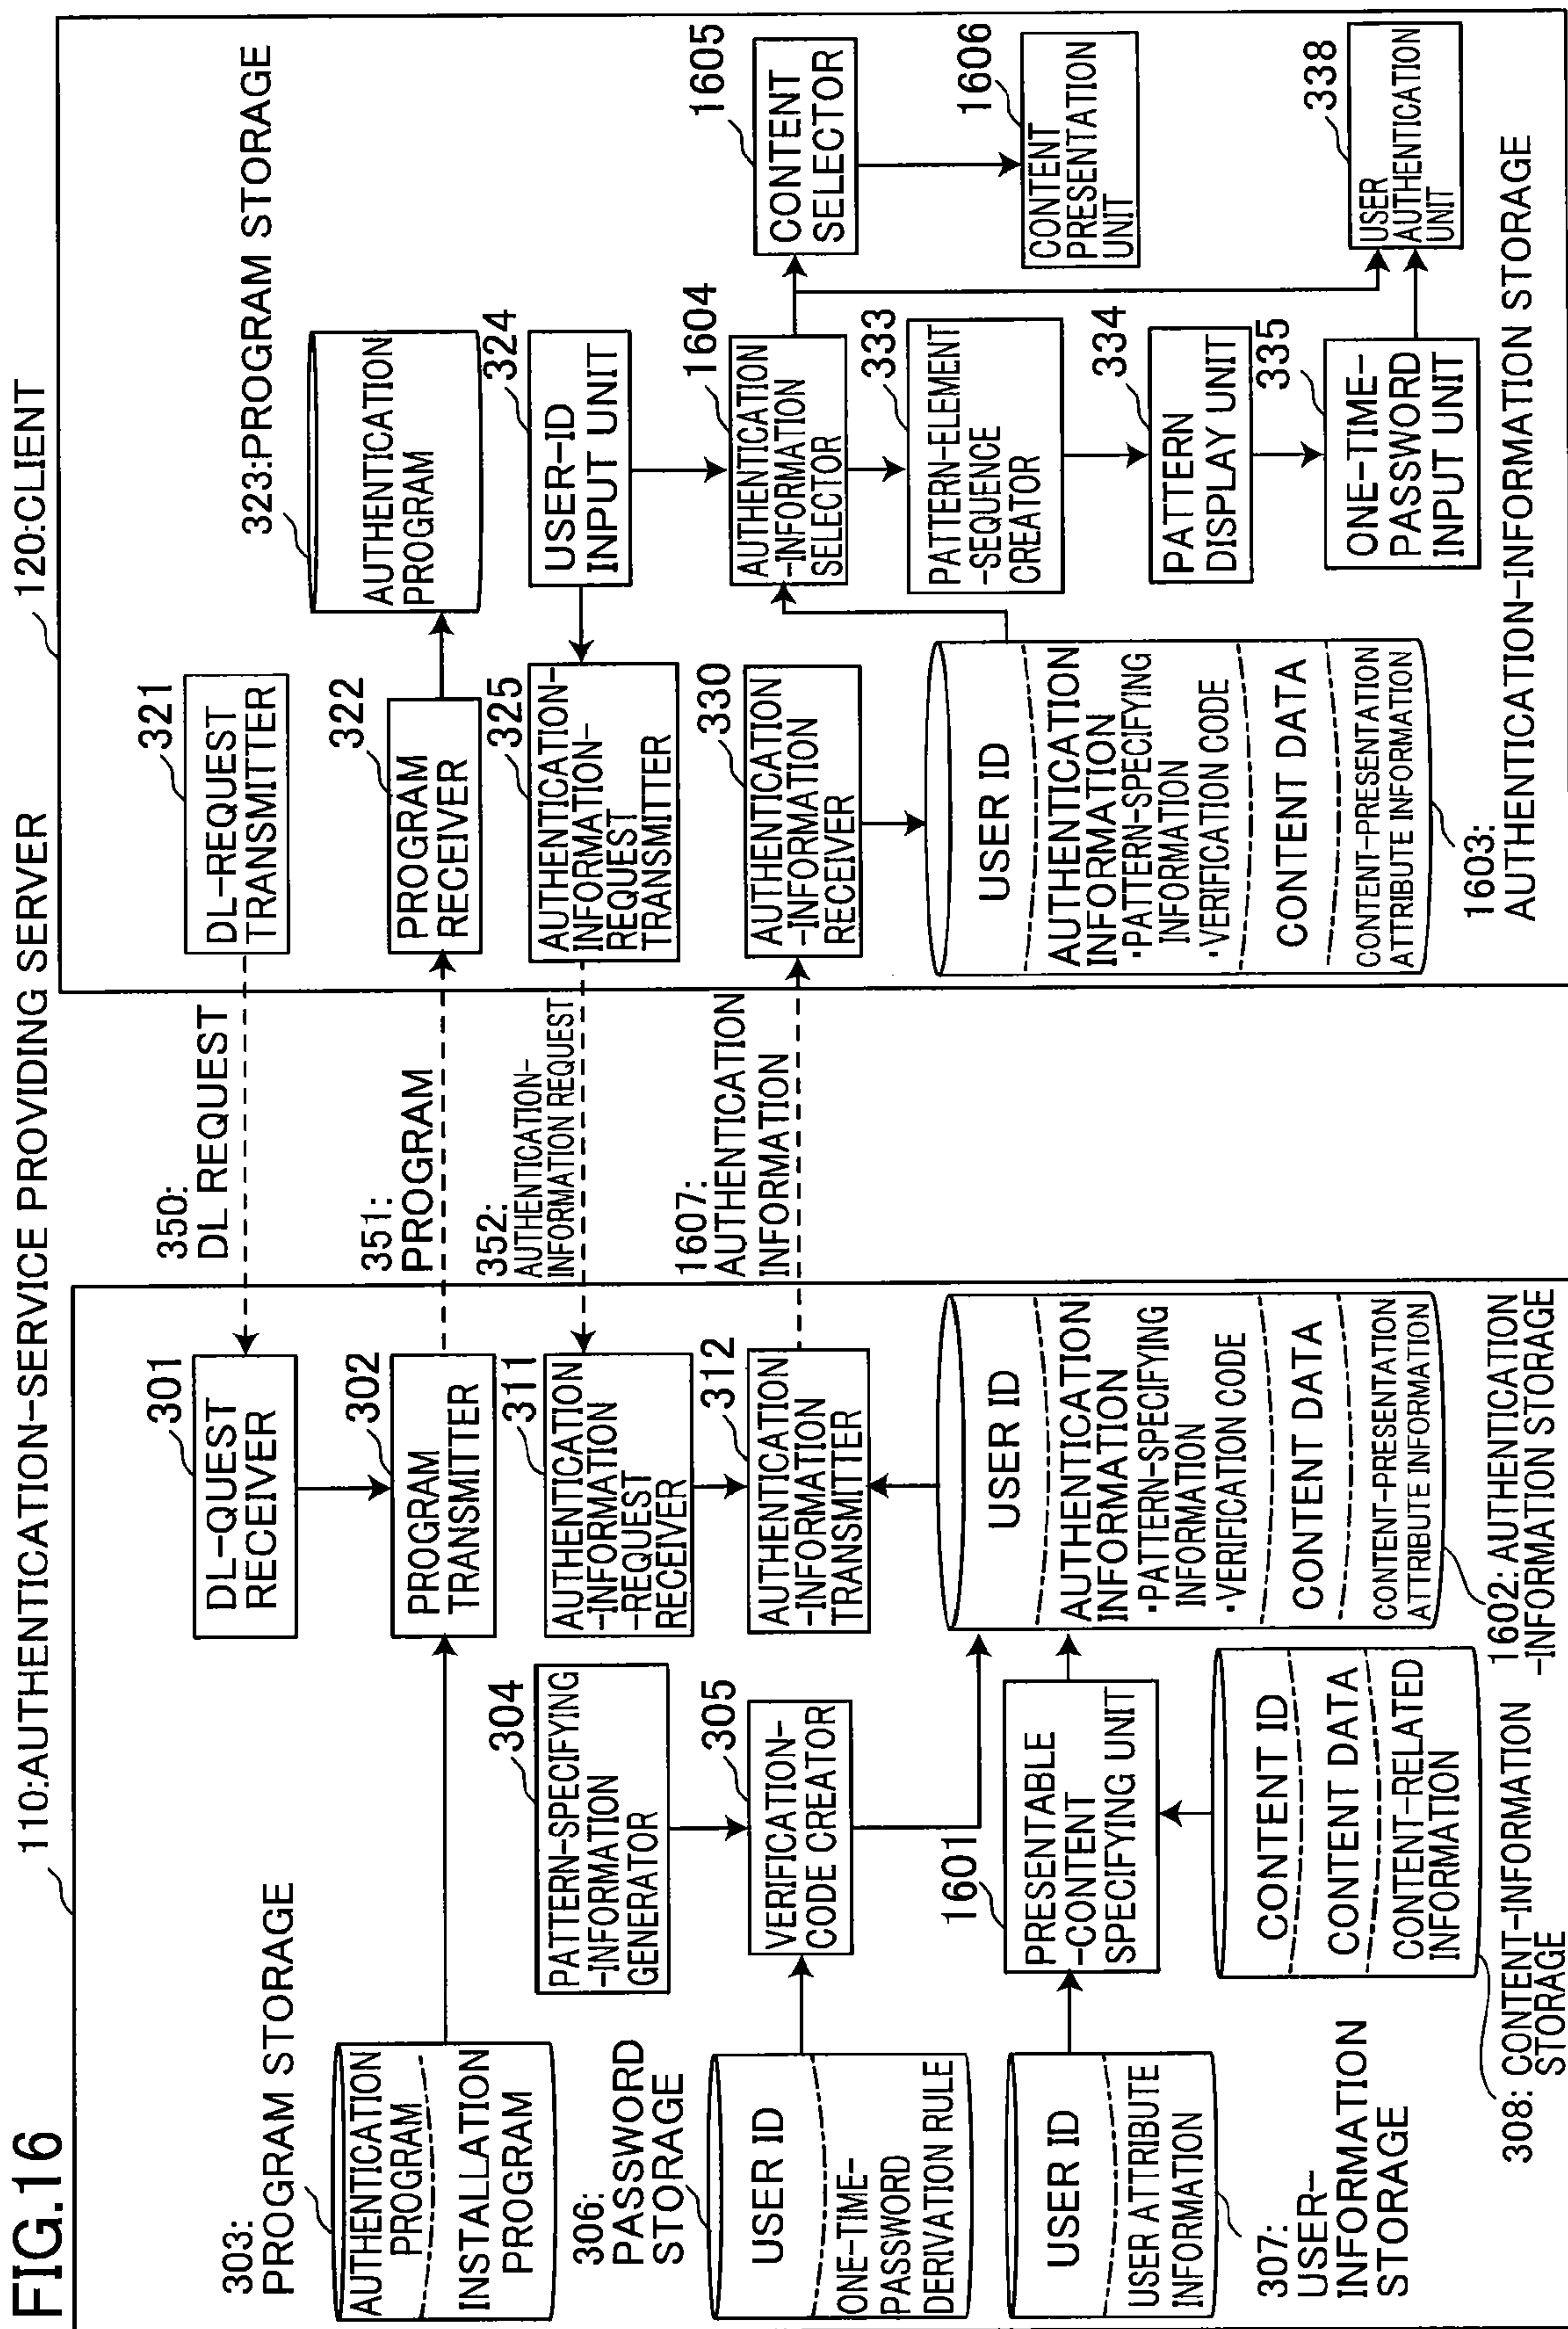 FIG.16
110:AUTHENTICATION-SERVICE PROVIDING SERVER
120:CLIENT
303:
PROGRAM STORAGE
AUTHENTICATION
PROGRAM
INSTALLATION
PROGRAM
301
DL-QUEST
RECEIVER
302
PROGRAM
TRANSMITTER
304
PATTERN-SPECIFYING
-INFORMATION
GENERATOR
311
AUTHENTICATION
-INFORMATION
-REQUEST
RECEIVER
306:
PASSWORD
STORAGE
USER ID
ONE-TIME-
PASSWORD
DERIVATION RULE
305
VERIFICATION-
CODE CREATOR
312
AUTHENTICATION
-INFORMATION
TRANSMITTER
USER ID
USER ATTRIBUTE
INFORMATION
307:
USER-
INFORMATION
STORAGE
1601
PRESENTABLE
-CONTENT
SPECIFYING UNIT
CONTENT ID
CONTENT DATA
CONTENT-RELATED
INFORMATION
308: CONTENT-INFORMATION
STORAGE
USER ID
AUTHENTICATION
INFORMATION
・PATTERN-SPECIFYING
INFORMATION
・VERIFICATION CODE
CONTENT DATA
CONTENT-PRESENTATION
ATTRIBUTE INFORMATION
1602: AUTHENTICATION
-INFORMATION STORAGE
350:
DL REQUEST
351:
PROGRAM
352:
AUTHENTICATION-
INFORMATION REQUEST
1607:
AUTHENTICATION
INFORMATION
321
DL-REQUEST
TRANSMITTER
322
PROGRAM
RECEIVER
323:PROGRAM STORAGE
AUTHENTICATION
PROGRAM
325
AUTHENTICATION-
INFORMATION-
REQUEST
TRANSMITTER
324
USER-ID
INPUT UNIT
330
AUTHENTICATION
-INFORMATION
RECEIVER
1604
AUTHENTICATION
-INFORMATION
SELECTOR
1605
CONTENT
SELECTOR
333
PATTERN-ELEMENT
-SEQUENCE
CREATOR
1606
CONTENT
PRESENTATION
UNIT
334
PATTERN
DISPLAY UNIT
335
ONE-TIME-
PASSWORD
INPUT UNIT
338
USER
AUTHENTICATION
UNIT
USER ID
AUTHENTICATION
INFORMATION
・PATTERN-SPECIFYING
INFORMATION
・VERIFICATION CODE
CONTENT DATA
CONTENT-PRESENTATION
ATTRIBUTE INFORMATION
1603:
AUTHENTICATION-INFORMATION STORAGE